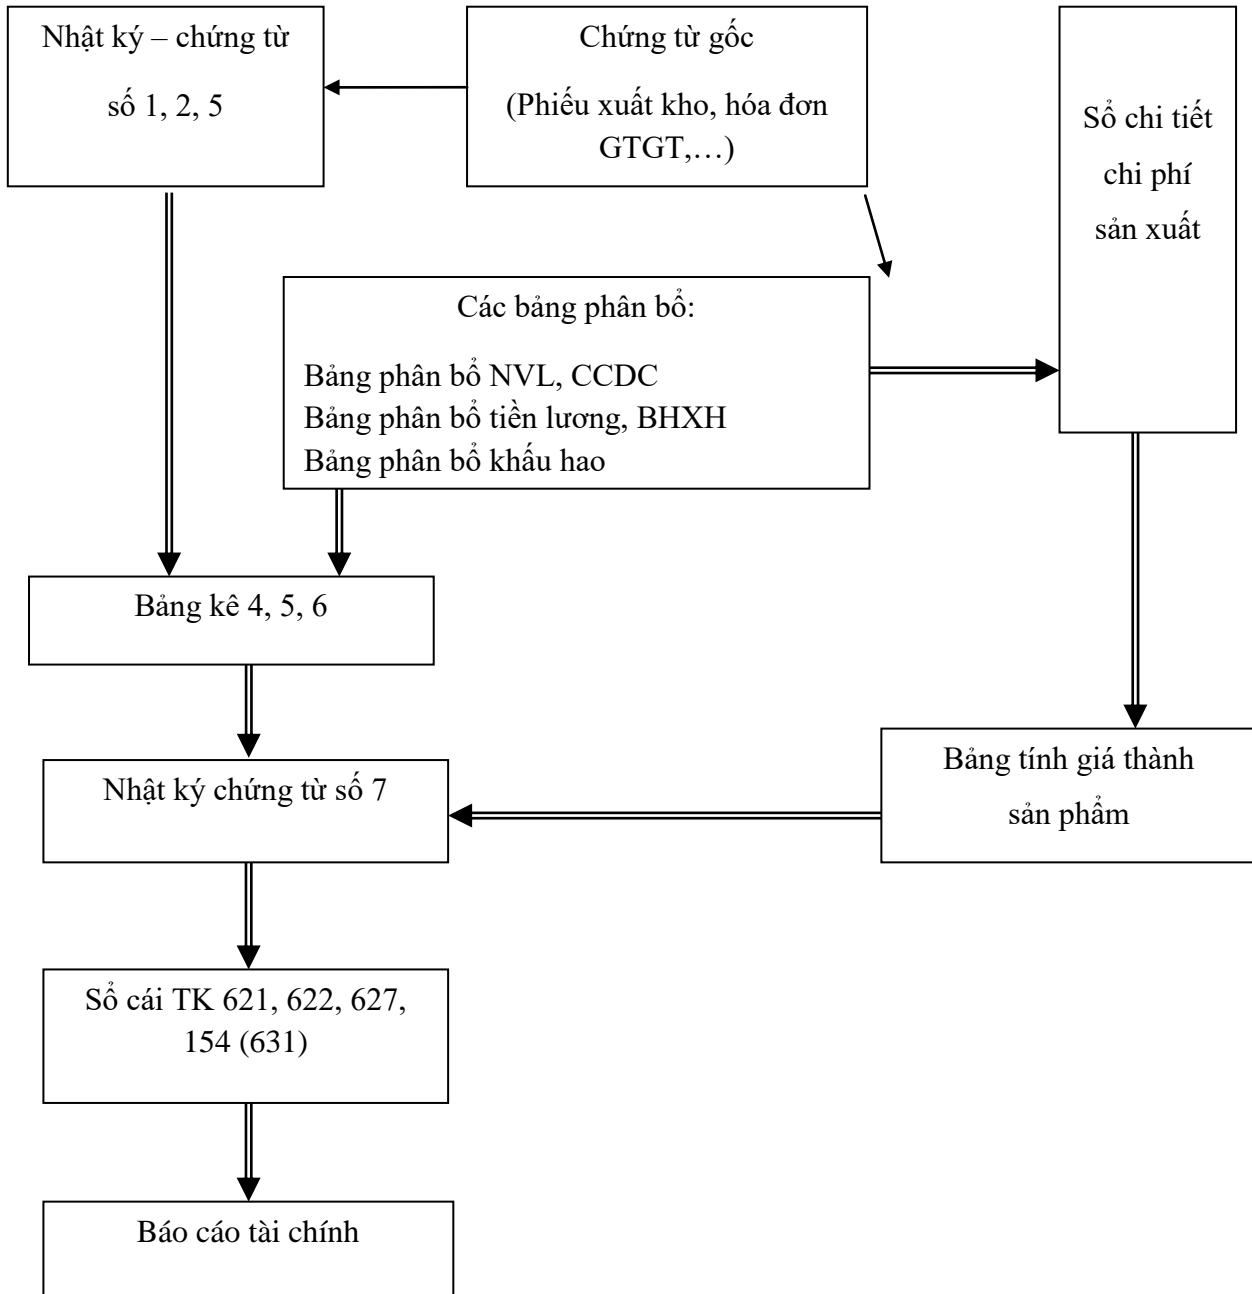 Nhật ký – chứng từ
số 1, 2, 5
Chứng từ gốc
(Phiếu xuất kho, hóa đơn
GTGT,…)
Sổ chi tiết
chi phí
sản xuất
Các bảng phân bổ:
Bảng phân bổ NVL, CCDC
Bảng phân bổ tiền lương, BHXH
Bảng phân bổ khấu hao
Bảng kê 4, 5, 6
Nhật ký chứng từ số 7
Bảng tính giá thành
sản phẩm
Sổ cái TK 621, 622, 627,
154 (631)
Báo cáo tài chính